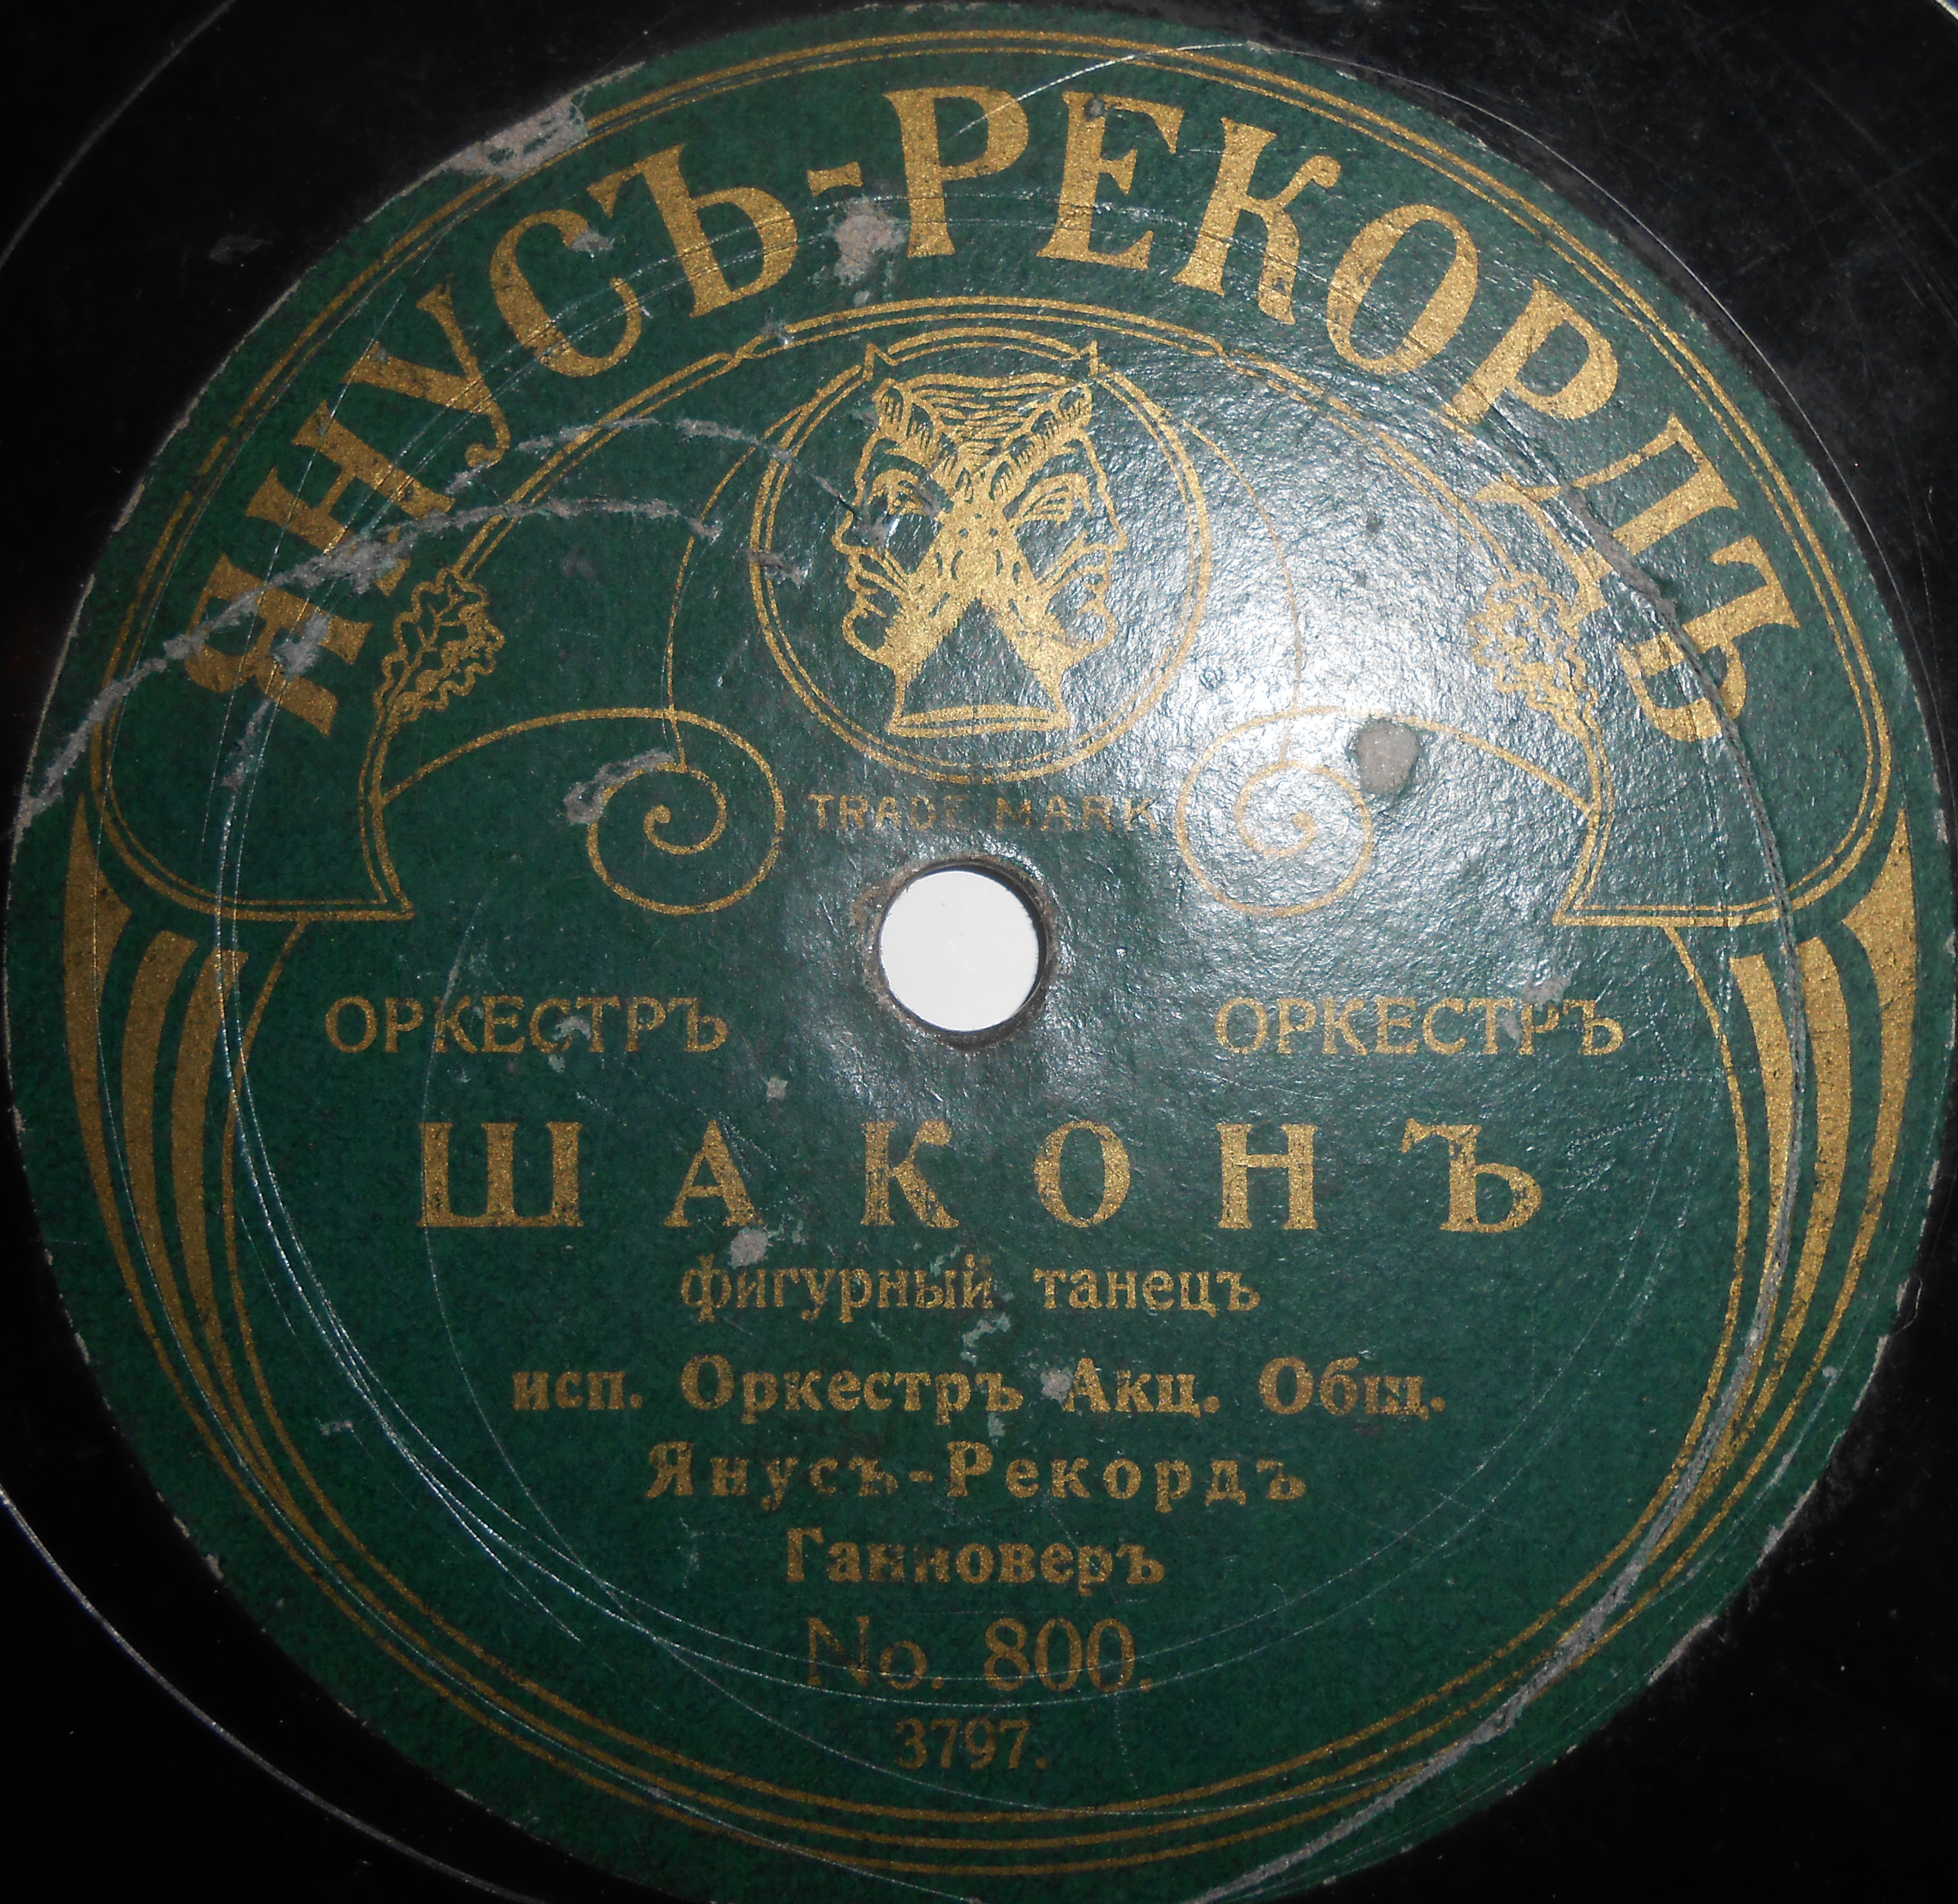 ЯНУСЪ-РЕКОРДЪ
TRADE MARK
ОРКЕСТРЪ ОРКЕСТРЪ
ШАКОНЪ
фигурный танецъ
исп. Оркестръ Акц. Общ.
Янусъ-Рекордъ
Ганноверъ
No. 800.
3797.